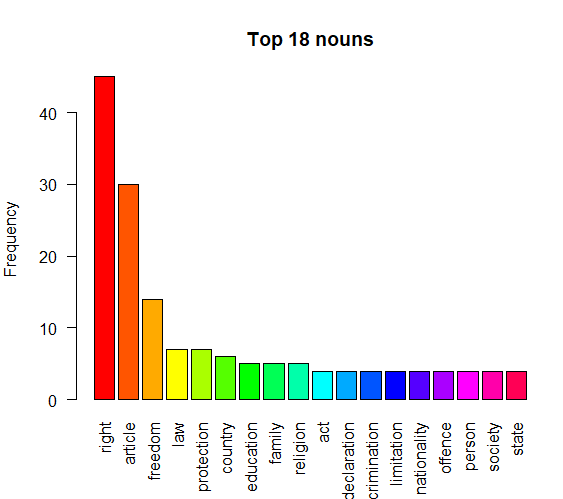 Top 18 nouns
Frequency
40
30
20
10
0
right
article
freedom
law
protection
country
education
family
religion
act
declaration
crimination
limitation
nationality
offence
person
society
state